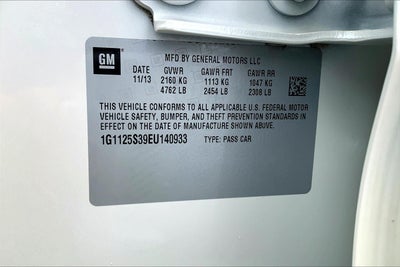 GM
MFD BY GENERAL MOTORS LLC
DATE GVWR GAWR FRT GAWR RR
11/13 2160 KG 1113 KG 1047 KG
4762 LB 2454 LB 2308 LB
THIS VEHICLE CONFORMS TO ALL APPLICABLE U.S. FEDERAL MOTOR
VEHICLE SAFETY, BUMPER, AND THEFT PREVENTION STANDARDS IN
EFFECT ON THE DATE OF MANUFACTURE SHOWN ABOVE.
1G1125S39EU140933 TYPE: PASS CAR